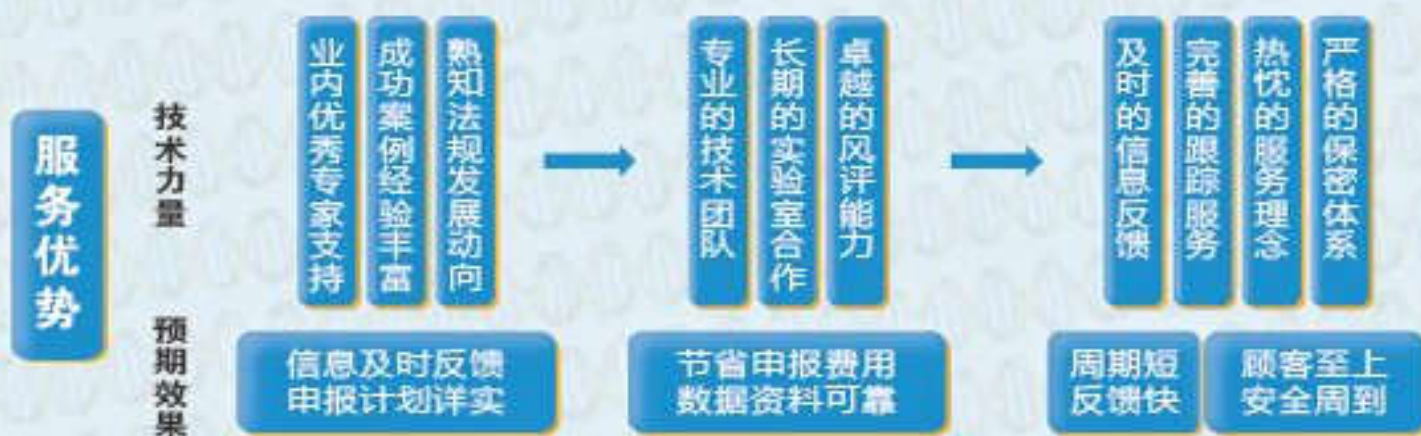 服务优势
技术力量
业内优秀专家支持
成功案例经验丰富
熟知法规发展动向
专业的技术团队
长期的实验室合作
卓越的风评能力
及时的信息反馈
完善的跟踪服务
热忱的服务理念
严格的保密体系
预期效果
信息及时反馈
申报计划详实
节省申报费用
数据资料可靠
周期短
反馈快
顾客至上
安全周到